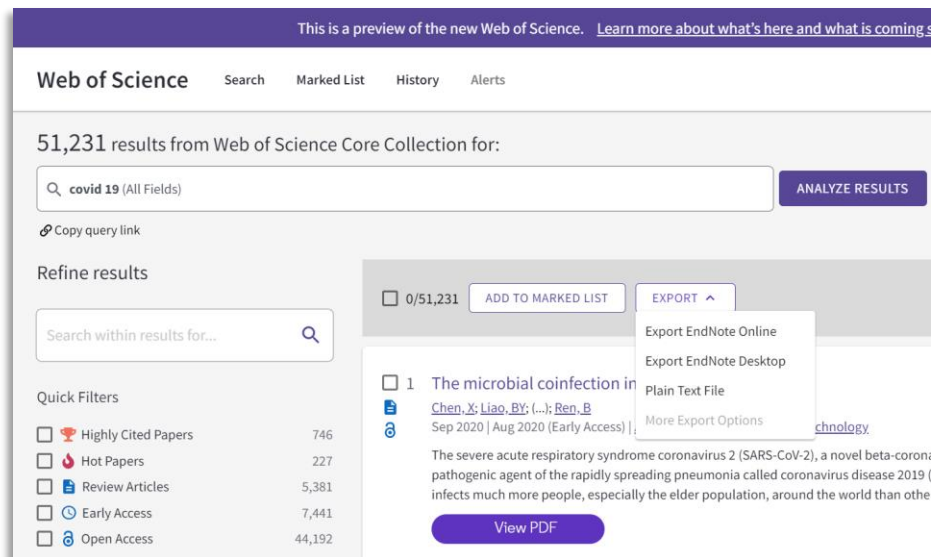 This is a preview of the new Web of Science. Learn more about what's here and what is coming
Web of Science Search Marked List History Alerts
51,231 results from Web of Science Core Collection for:
covid 19 (All Fields)
ANALYZE RESULTS
Copy query link
Refine results
0/51,231 ADD TO MARKED LIST EXPORT
Search within results for...
Export EndNote Online
Export EndNote Desktop
Plain Text File
More Export Options
1 The microbial coinfection in
Chen, X; Liao, BY; (...); Ren, B
Sep 2020 | Aug 2020 (Early Access) | chnology
The severe acute respiratory syndrome coronavirus 2 (SARS-CoV-2), a novel beta-corona
pathogenic agent of the rapidly spreading pneumonia called coronavirus disease 2019 (
infects much more people, especially the elder population, around the world than othe
View PDF
Quick Filters
Highly Cited Papers 746
Hot Papers 227
Review Articles 5,381
Early Access 7,441
Open Access 44,192